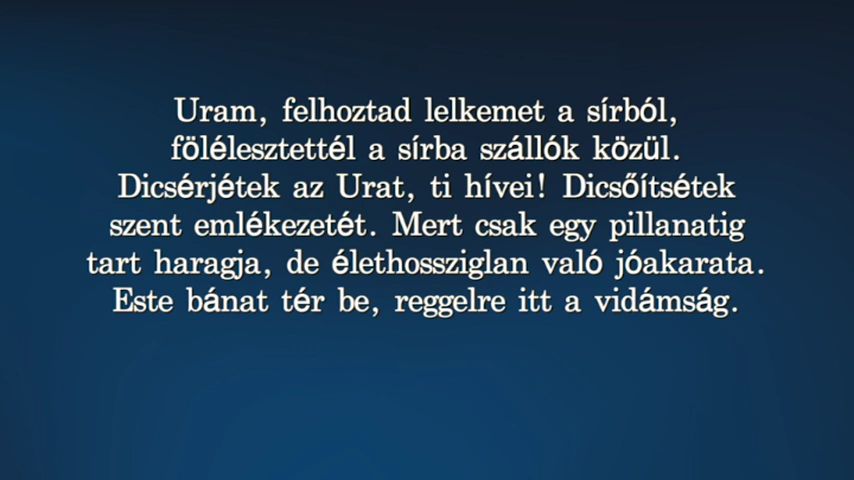 Uram, felhoztad lelkemet a sírból,
fölélesztettél a sírba szállók közül.
Dicsérjétek az Urat, ti hívei! Dicsőítsétek
szent emlékezetét. Mert csak egy pillanatig
tart haragja, de élethossziglan való jóakarata.
Este bánat tér be, reggelre itt a vidámság.